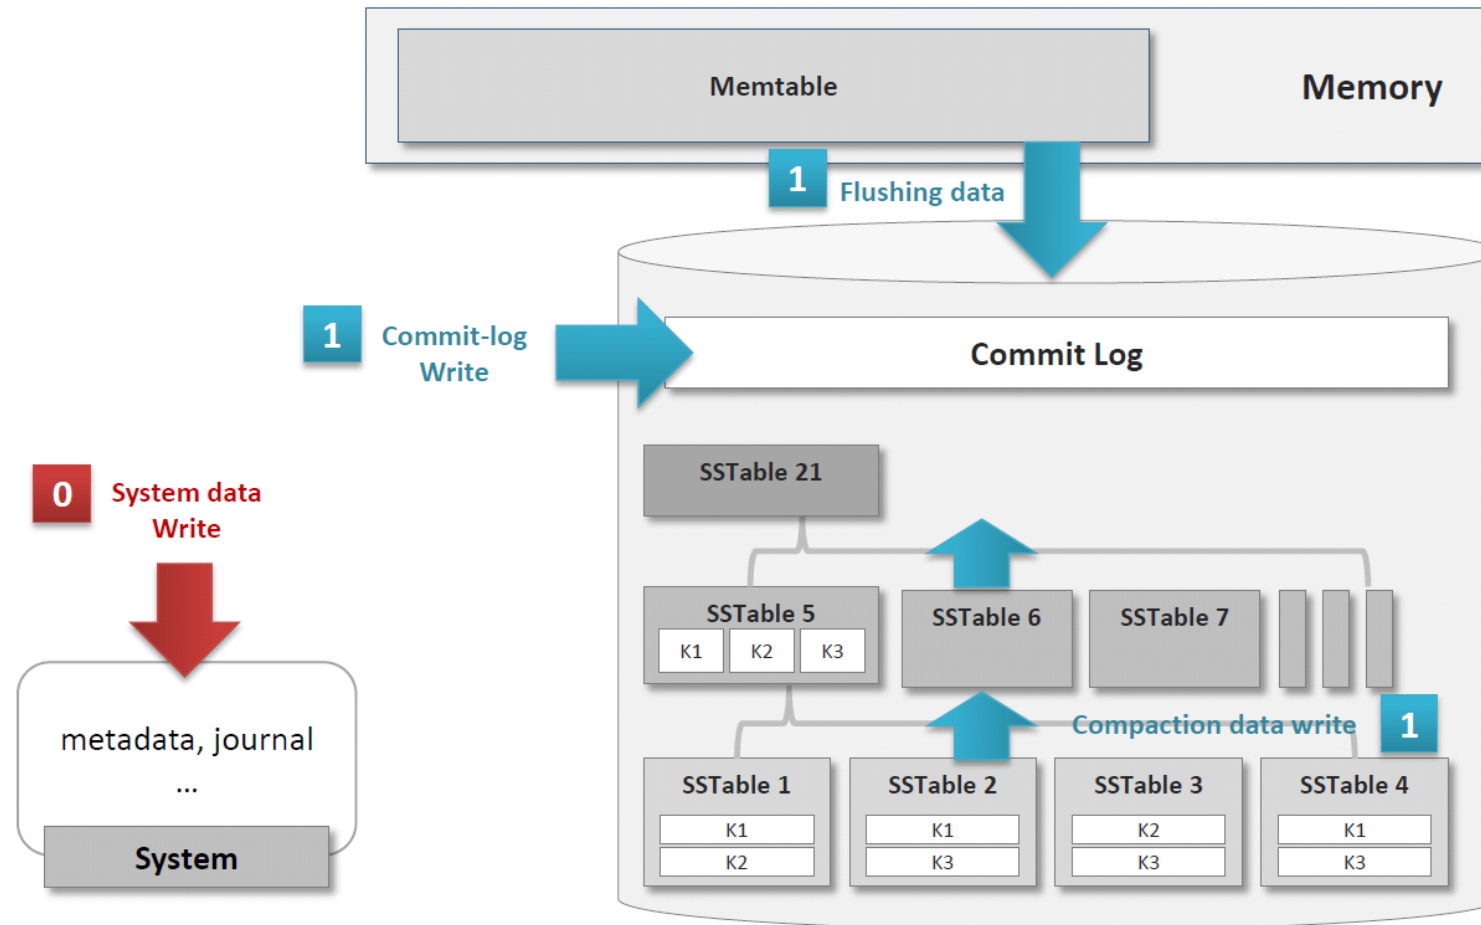 Memtable
Memory
1
Flushing data
1
Commit-log
Write
Commit Log
0
System data
Write
SSTable 21
SSTable 5
K1 K2 K3
SSTable 6
SSTable 7
metadata, journal
...
System
Compaction data write
1
SSTable 1
K1
K2
SSTable 2
K1
K3
SSTable 3
K2
K3
SSTable 4
K1
K3